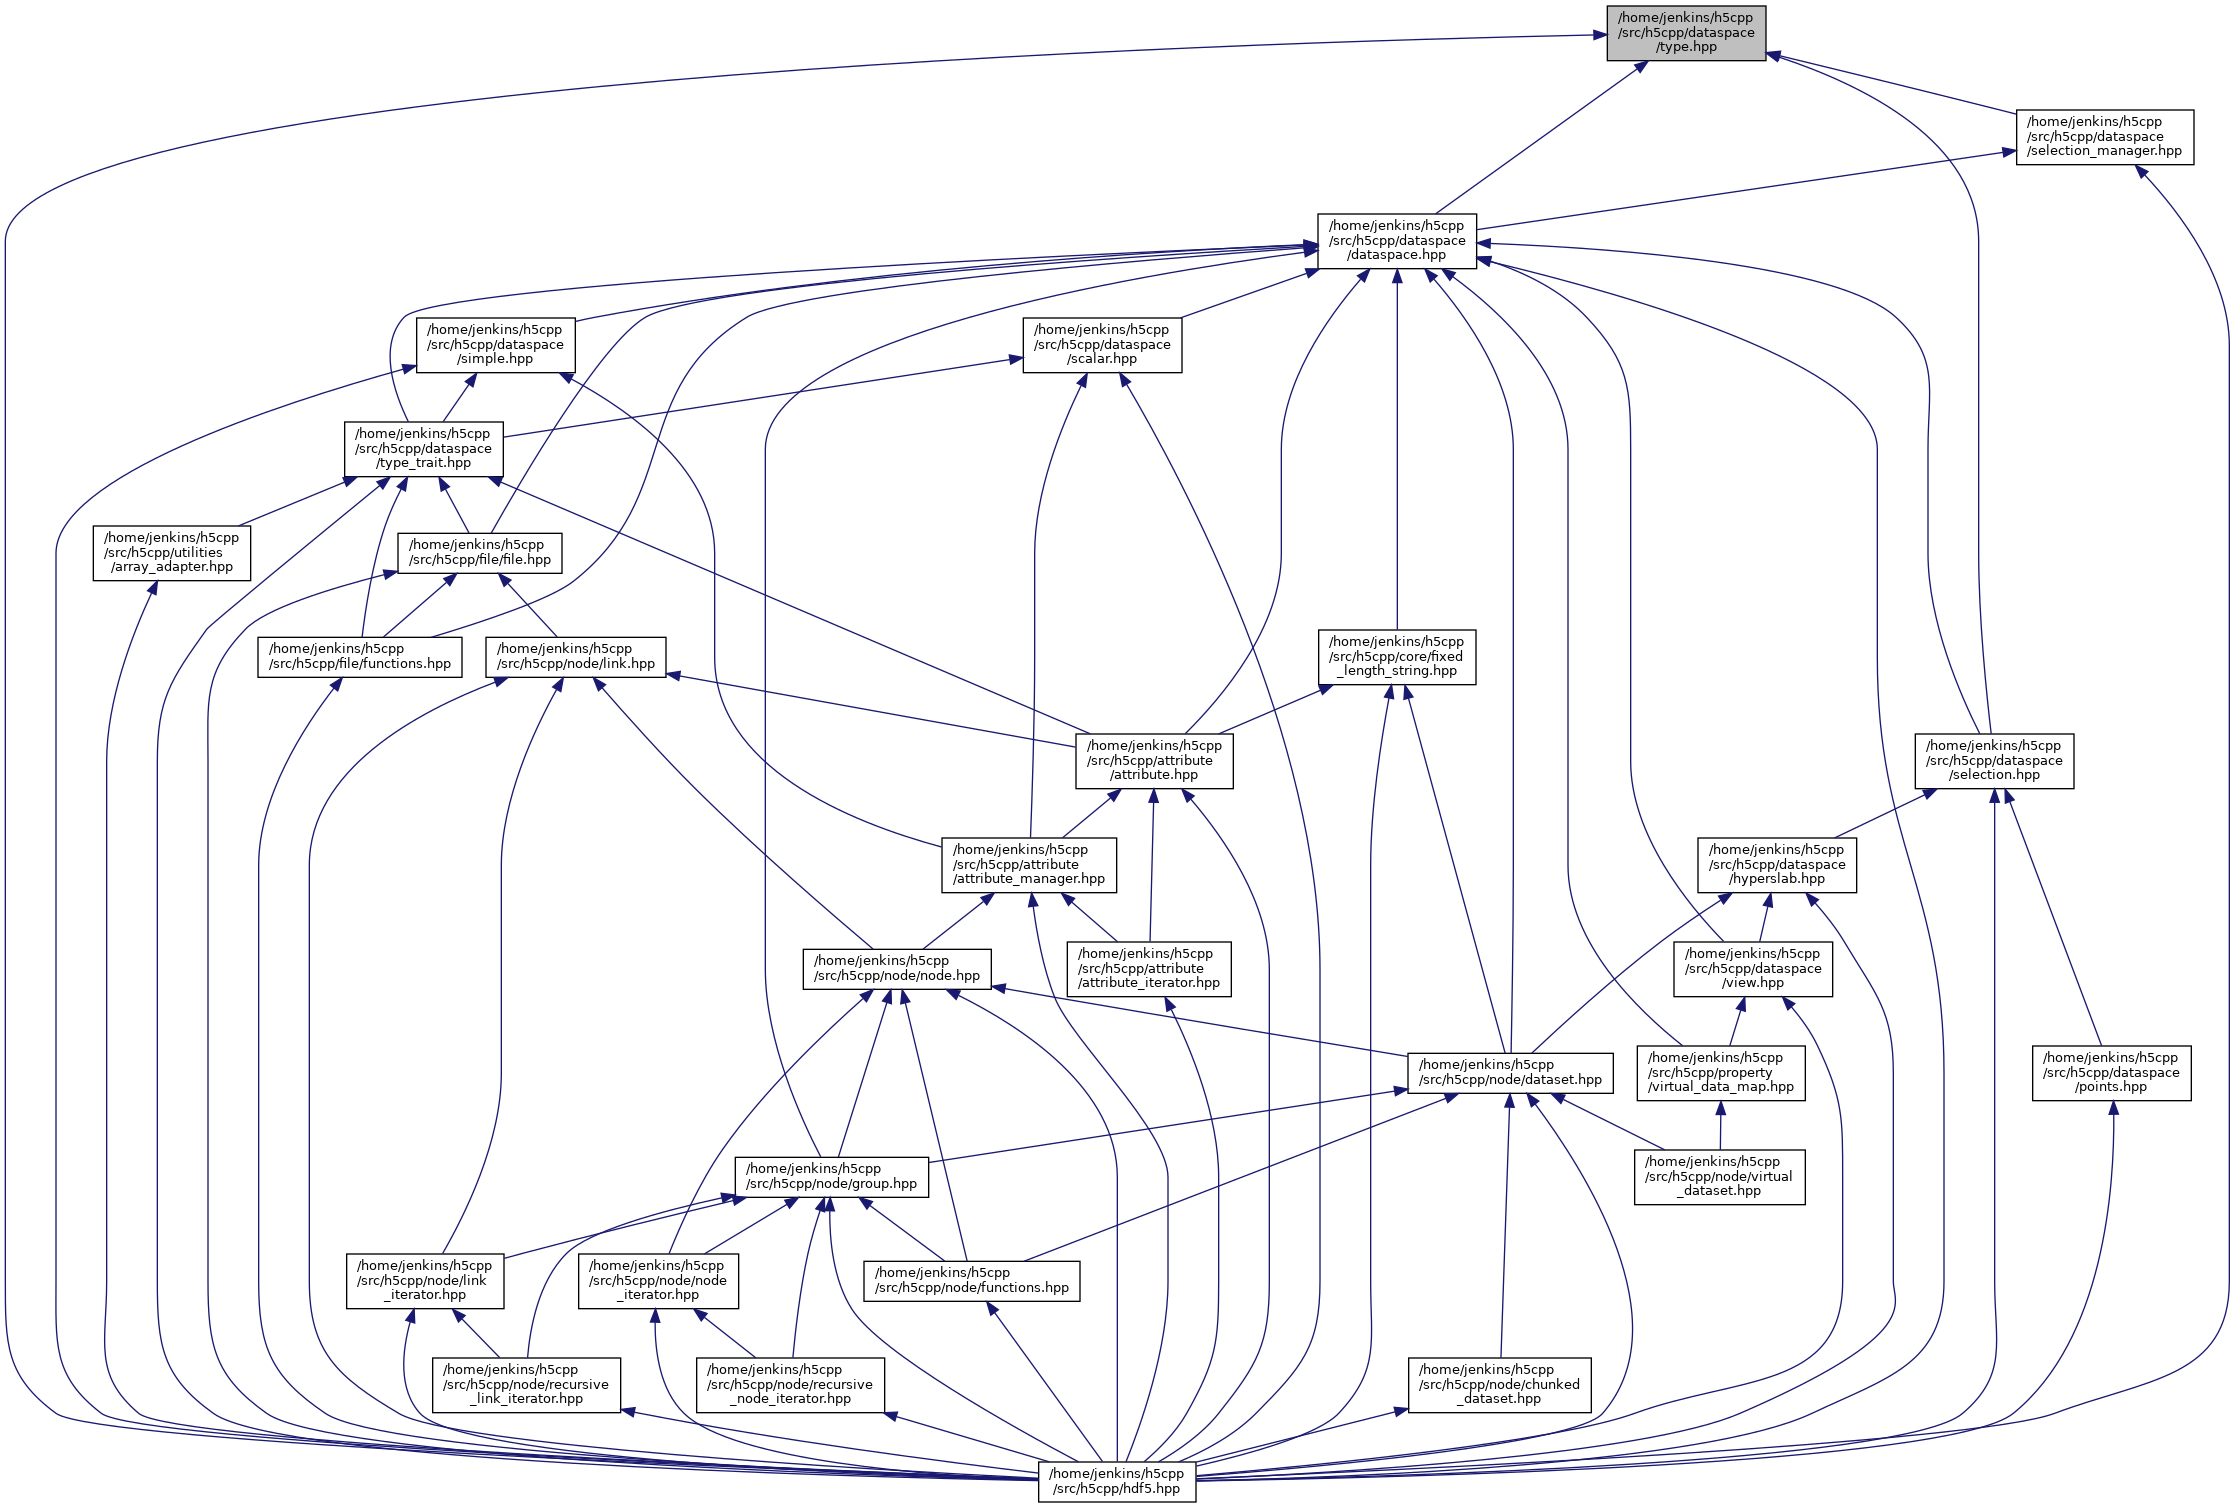 /home/jenkins/h5cpp
/src/h5cpp/dataspace
/type.hpp
/home/jenkins/h5cpp
/src/h5cpp/dataspace
/selection_manager.hpp
/home/jenkins/h5cpp
/src/h5cpp/dataspace
/dataspace.hpp
/home/jenkins/h5cpp
/src/h5cpp/dataspace
/simple.hpp
/home/jenkins/h5cpp
/src/h5cpp/dataspace
/scalar.hpp
/home/jenkins/h5cpp
/src/h5cpp/dataspace
/type_trait.hpp
/home/jenkins/h5cpp
/src/h5cpp/utilities
/array_adapter.hpp
/home/jenkins/h5cpp
/src/h5cpp/file/file.hpp
/home/jenkins/h5cpp
/src/h5cpp/file/functions.hpp
/home/jenkins/h5cpp
/src/h5cpp/node/link.hpp
/home/jenkins/h5cpp
/src/h5cpp/core/fixed
_length_string.hpp
/home/jenkins/h5cpp
/src/h5cpp/attribute
/attribute.hpp
/home/jenkins/h5cpp
/src/h5cpp/dataspace
/selection.hpp
/home/jenkins/h5cpp
/src/h5cpp/attribute
/attribute_manager.hpp
/home/jenkins/h5cpp
/src/h5cpp/dataspace
/hyperslab.hpp
/home/jenkins/h5cpp
/src/h5cpp/node/node.hpp
/home/jenkins/h5cpp
/src/h5cpp/attribute
/attribute_iterator.hpp
/home/jenkins/h5cpp
/src/h5cpp/dataspace
/view.hpp
/home/jenkins/h5cpp
/src/h5cpp/node/dataset.hpp
/home/jenkins/h5cpp
/src/h5cpp/property
/virtual_data_map.hpp
/home/jenkins/h5cpp
/src/h5cpp/dataspace
/points.hpp
/home/jenkins/h5cpp
/src/h5cpp/node/group.hpp
/home/jenkins/h5cpp
/src/h5cpp/node/virtual
_dataset.hpp
/home/jenkins/h5cpp
/src/h5cpp/node/link
_iterator.hpp
/home/jenkins/h5cpp
/src/h5cpp/node/node
_iterator.hpp
/home/jenkins/h5cpp
/src/h5cpp/node/functions.hpp
/home/jenkins/h5cpp
/src/h5cpp/node/recursive
_link_iterator.hpp
/home/jenkins/h5cpp
/src/h5cpp/node/recursive
_node_iterator.hpp
/home/jenkins/h5cpp
/src/h5cpp/node/chunked
_dataset.hpp
/home/jenkins/h5cpp
/src/h5cpp/hdf5.hpp